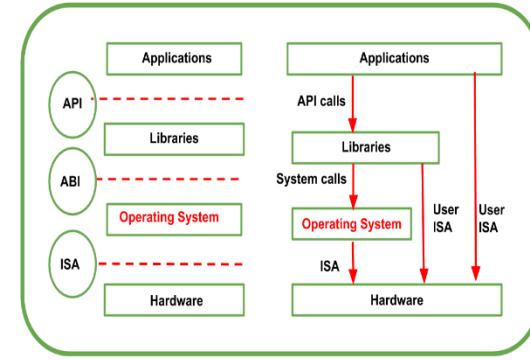 Applications
API
Libraries
ABI
Operating System
ISA
Hardware
Applications
API calls
Libraries
System calls
Operating System
User
ISA
User
ISA
ISA
Hardware